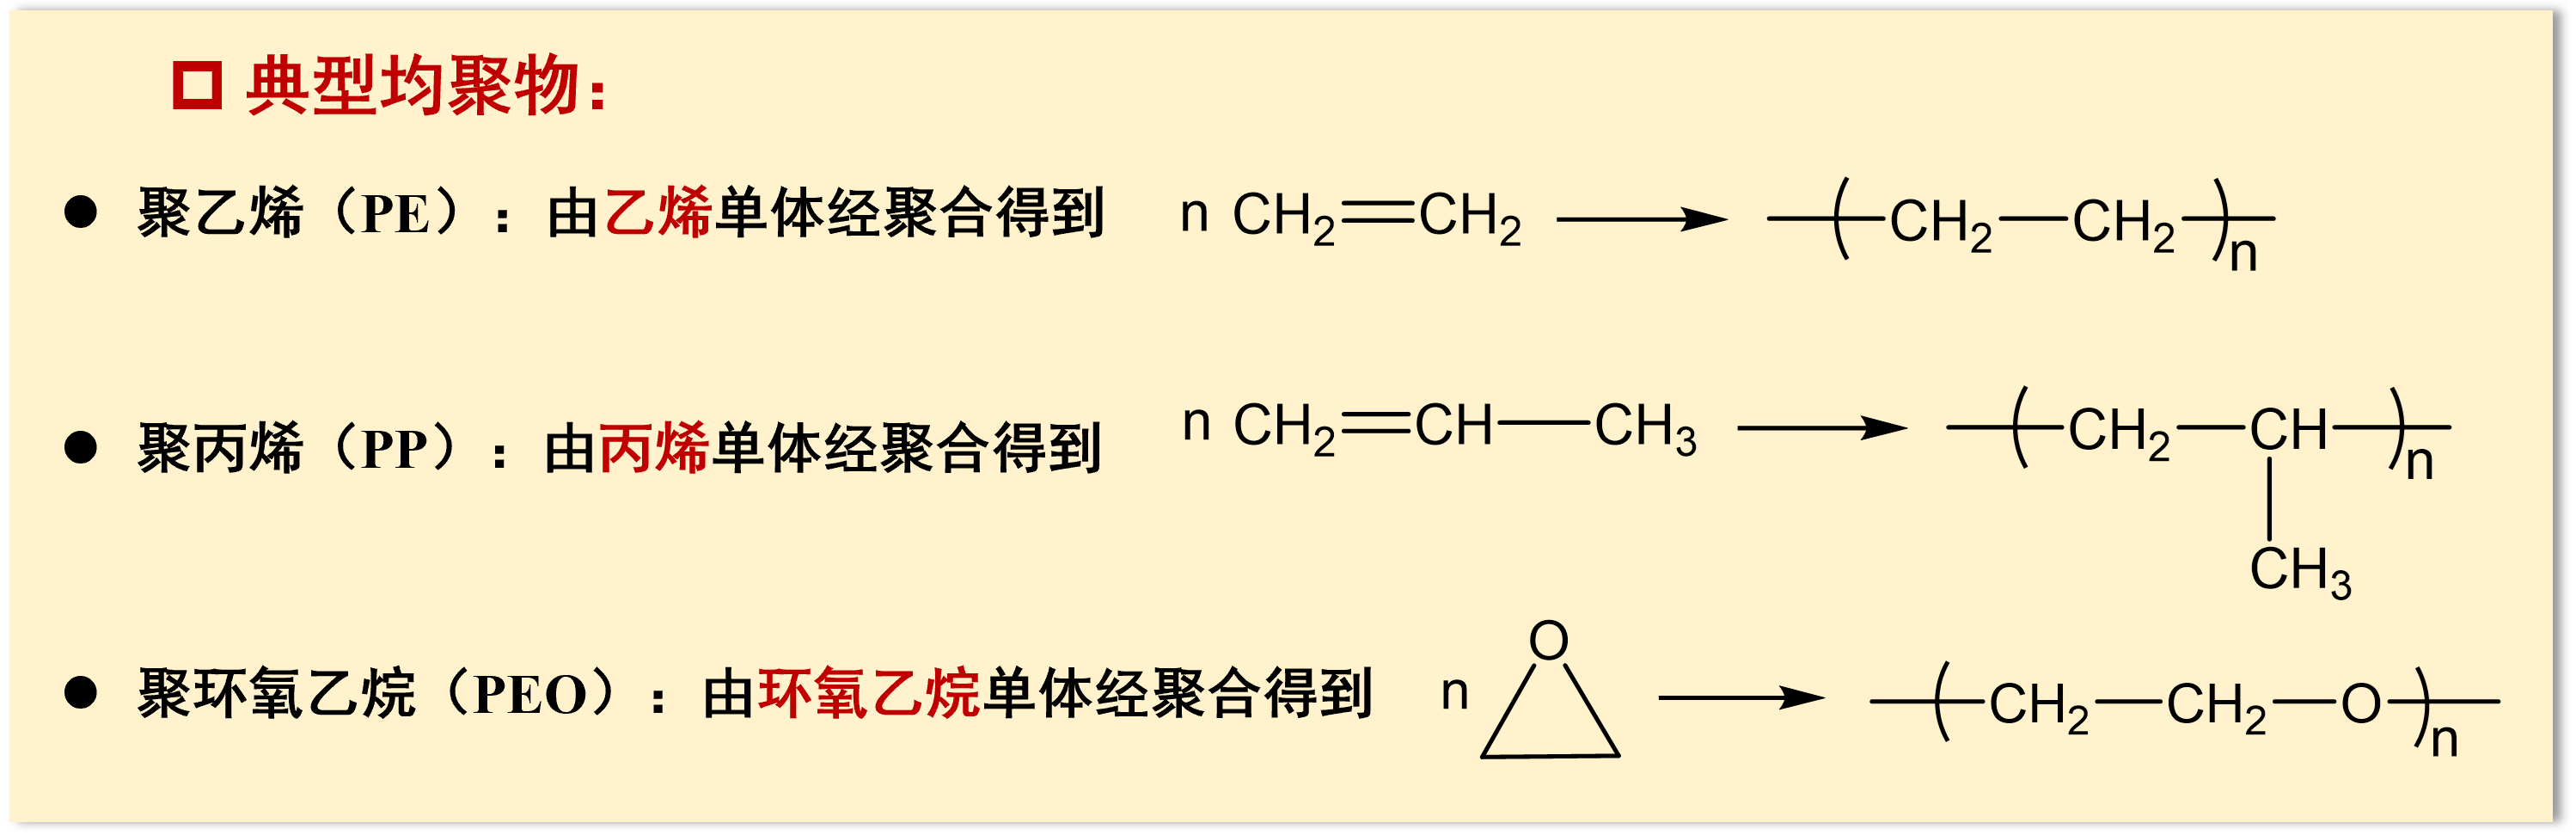 典型均聚物：
● 聚乙烯（PE）：由乙烯单体经聚合得到 n CH2=CH2 → -(CH2-CH2)-n
● 聚丙烯（PP）：由丙烯单体经聚合得到 n CH2=CH-CH3 → -(CH2-CH)-n
CH3
O
● 聚环氧乙烷（PEO）：由环氧乙烷单体经聚合得到 n → -(CH2-CH2-O)-n